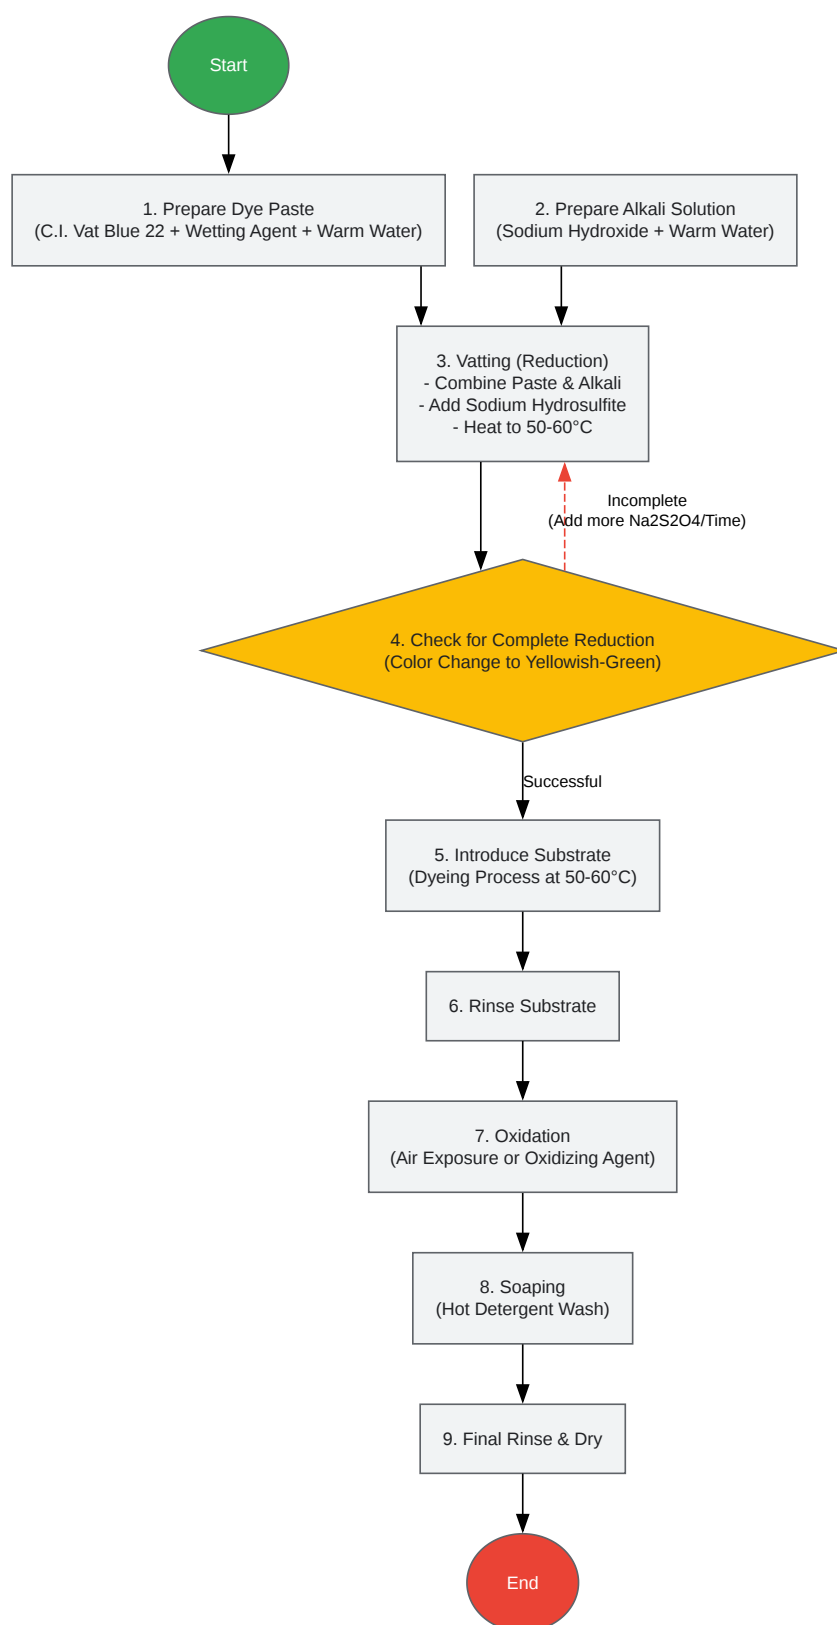 Start
1. Prepare Dye Paste
(C.I. Vat Blue 22 + Wetting Agent + Warm Water)
2. Prepare Alkali Solution
(Sodium Hydroxide + Warm Water)
3. Vatting (Reduction)
- Combine Paste & Alkali
- Add Sodium Hydrosulfite
- Heat to 50-60°C
Incomplete
(Add more Na2S2O4/Time)
4. Check for Complete Reduction
(Color Change to Yellowish-Green)
Successful
5. Introduce Substrate
(Dyeing Process at 50-60°C)
6. Rinse Substrate
7. Oxidation
(Air Exposure or Oxidizing Agent)
8. Soaping
(Hot Detergent Wash)
9. Final Rinse & Dry
End